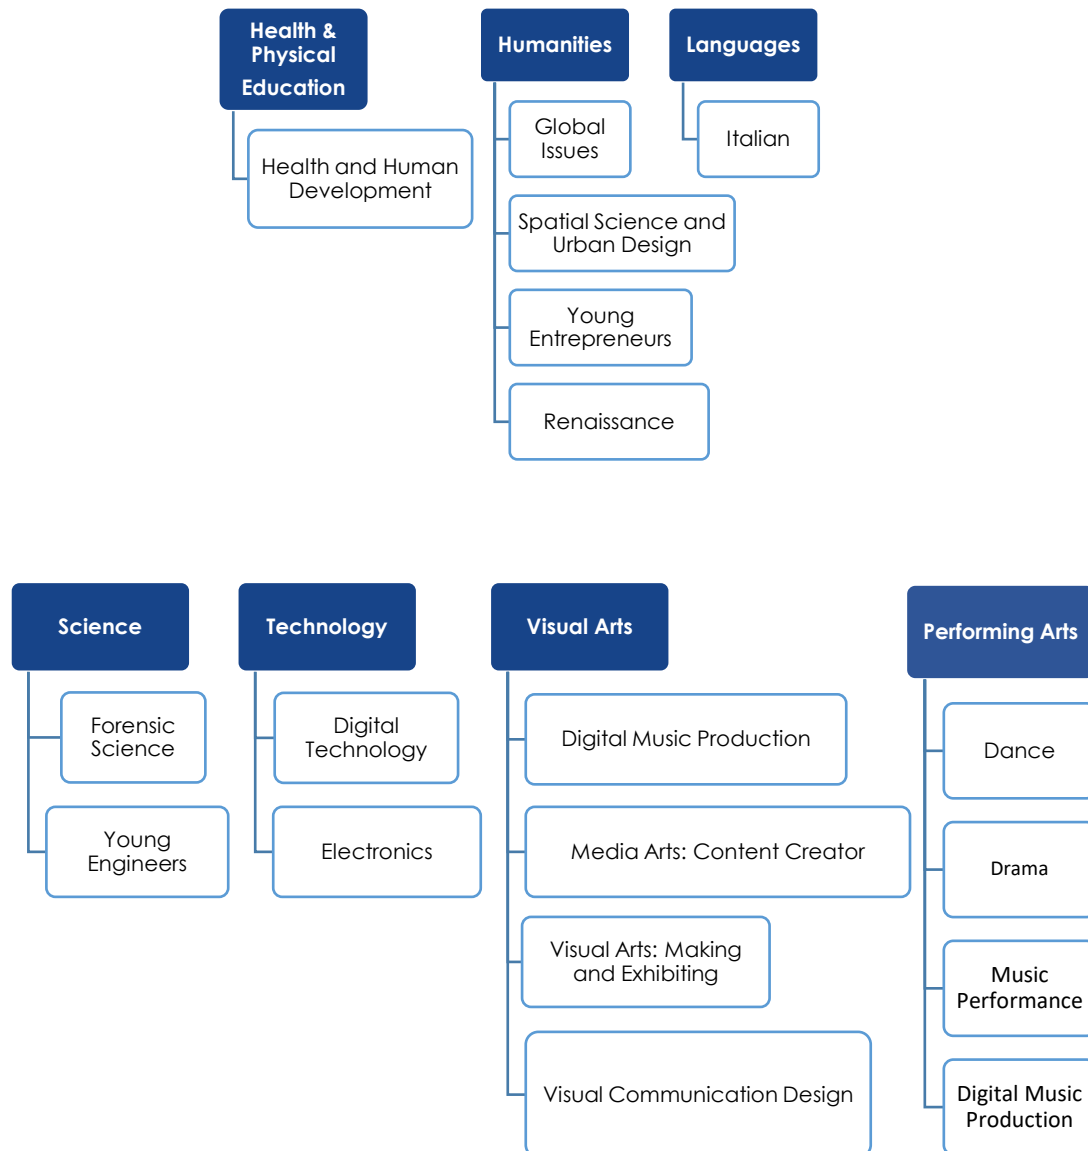 Health &
Physical
Education
Health and Human
Development
Humanities
Global
Issues
Spatial Science and
Urban Design
Young
Entrepreneurs
Renaissance
Languages
Italian
Science
Forensic
Science
Young
Engineers
Technology
Digital
Technology
Electronics
Visual Arts
Digital Music Production
Media Arts: Content Creator
Visual Arts: Making
and Exhibiting
Visual Communication Design
Performing Arts
Dance
Drama
Music
Performance
Digital Music
Production